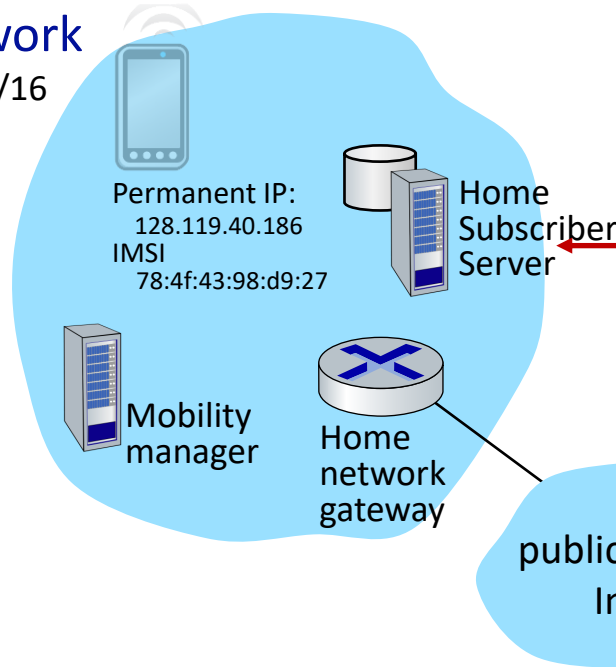 work
/16
Permanent IP:
128.119.40.186
IMSI
78:4f:43:98:d9:27
Home
Subscriber
Server
Mobility
manager
Home
network
gateway
public
In